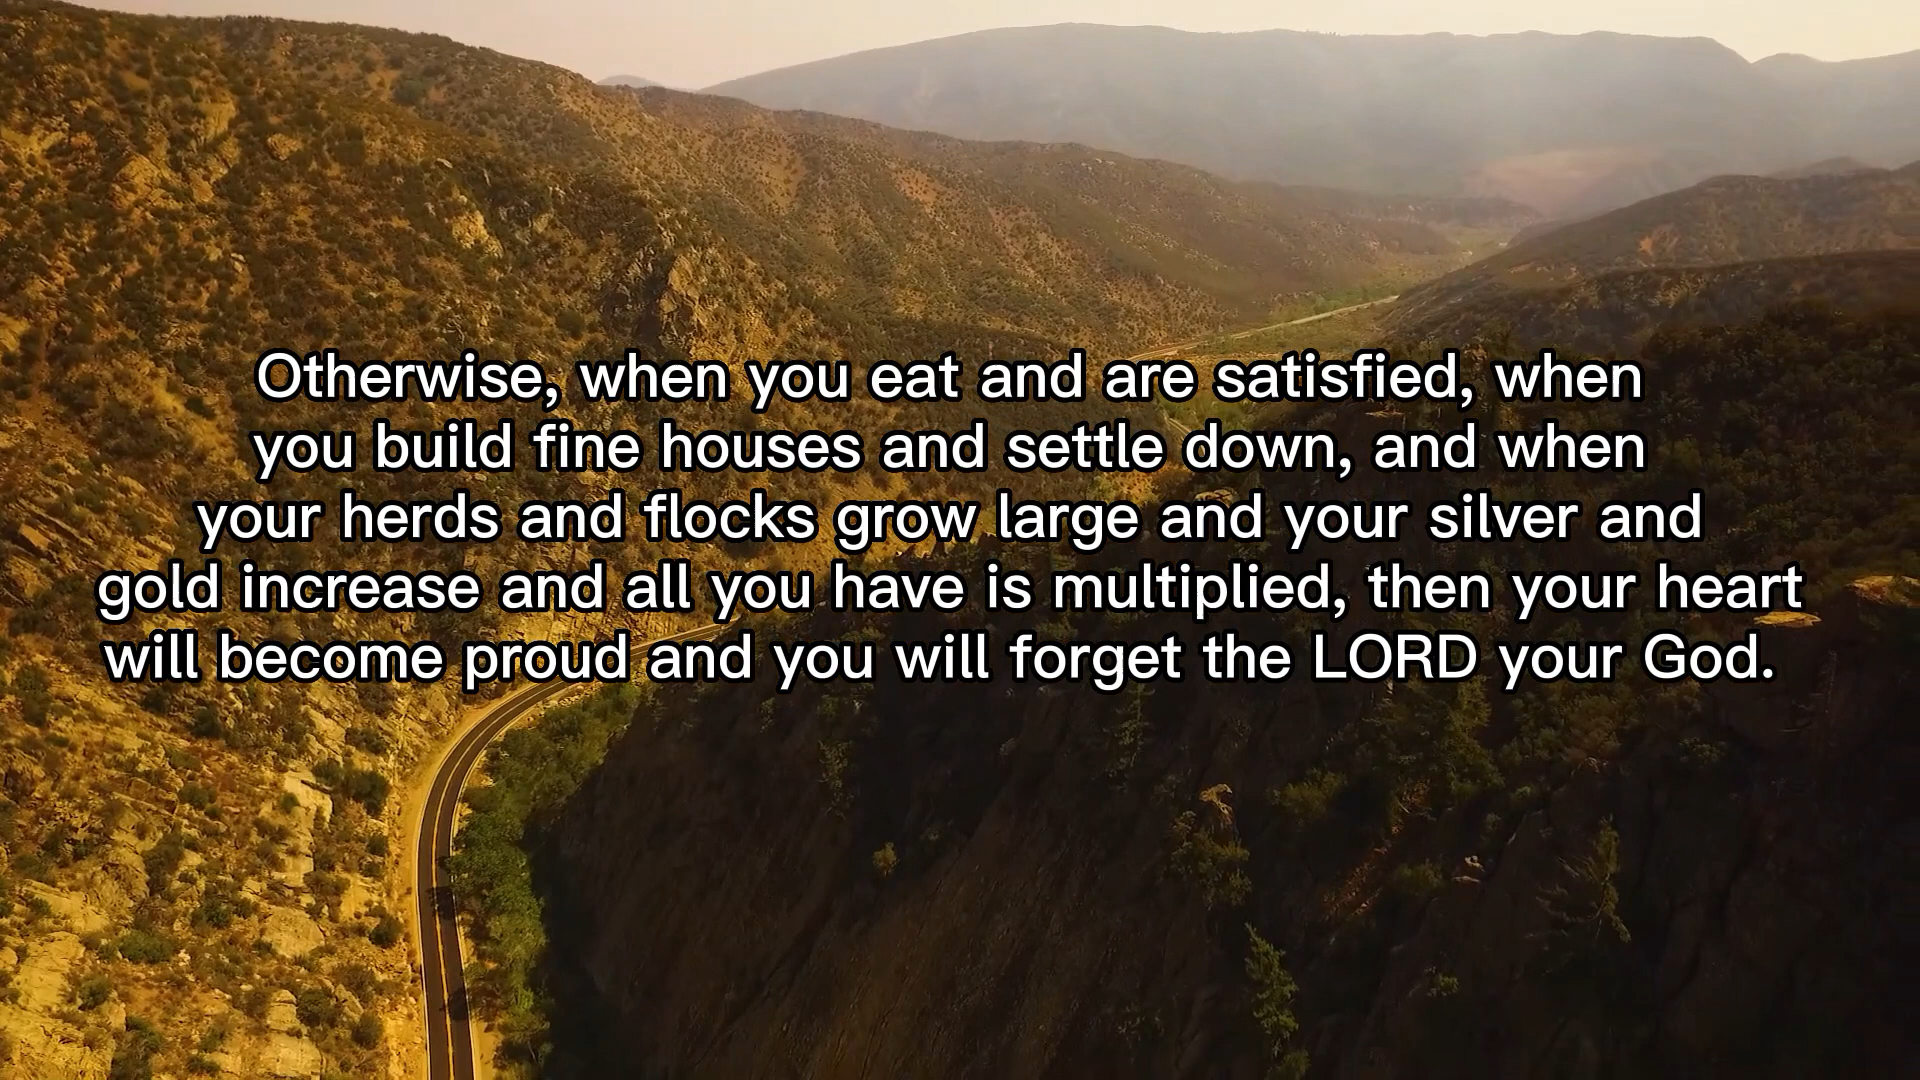 Otherwise, when you eat and are satisfied, when
you build fine houses and settle down, and when
your herds and flocks grow large and your silver and
gold increase and all you have is multiplied, then your heart
will become proud and you will forget the LORD your God.